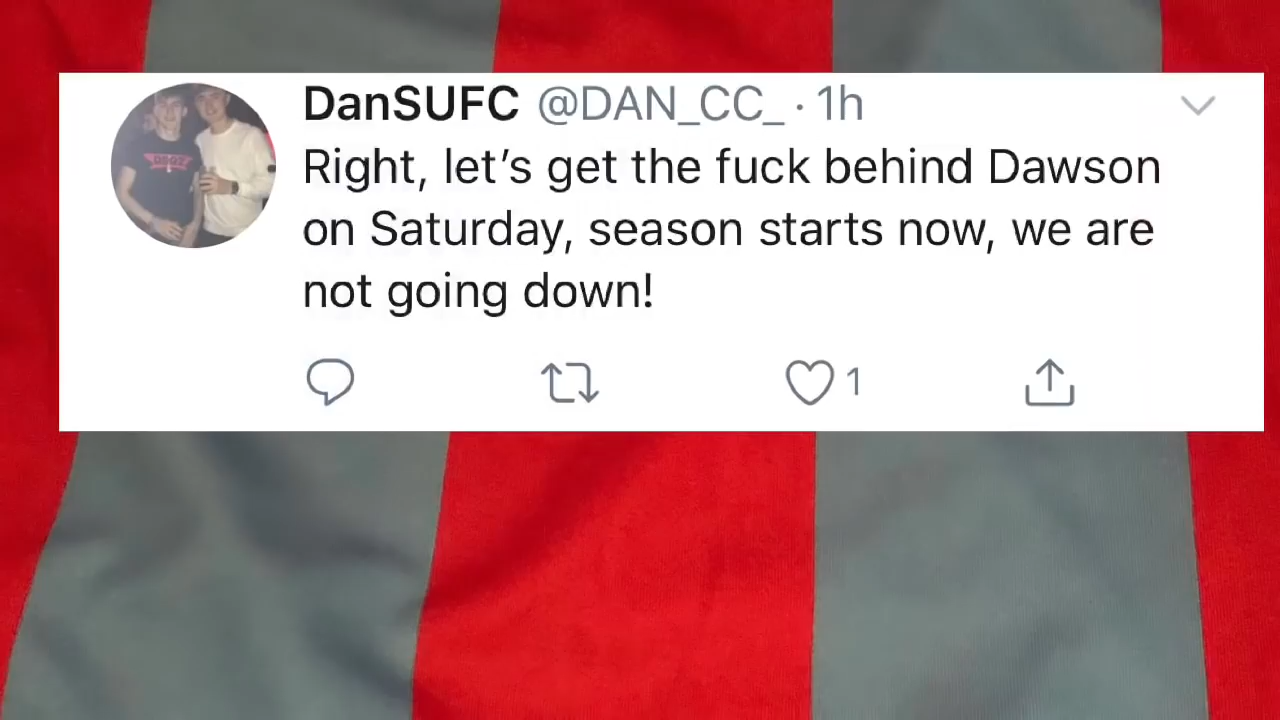 DanSUFC @DAN_CC_ · 1h
Right, let’s get the fuck behind Dawson
on Saturday, season starts now, we are
not going down!
1